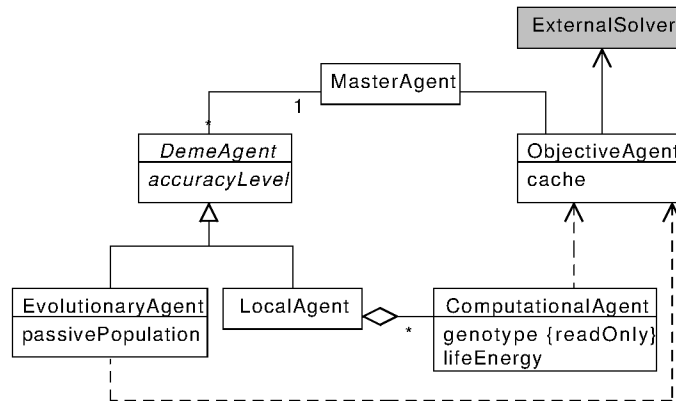 ExternalSolver
MasterAgent
1
*
DemeAgent
accuracyLevel
ObjectiveAgent
cache
EvolutionaryAgent
passivePopulation
LocalAgent
*
ComputationalAgent
genotype {readOnly}
lifeEnergy